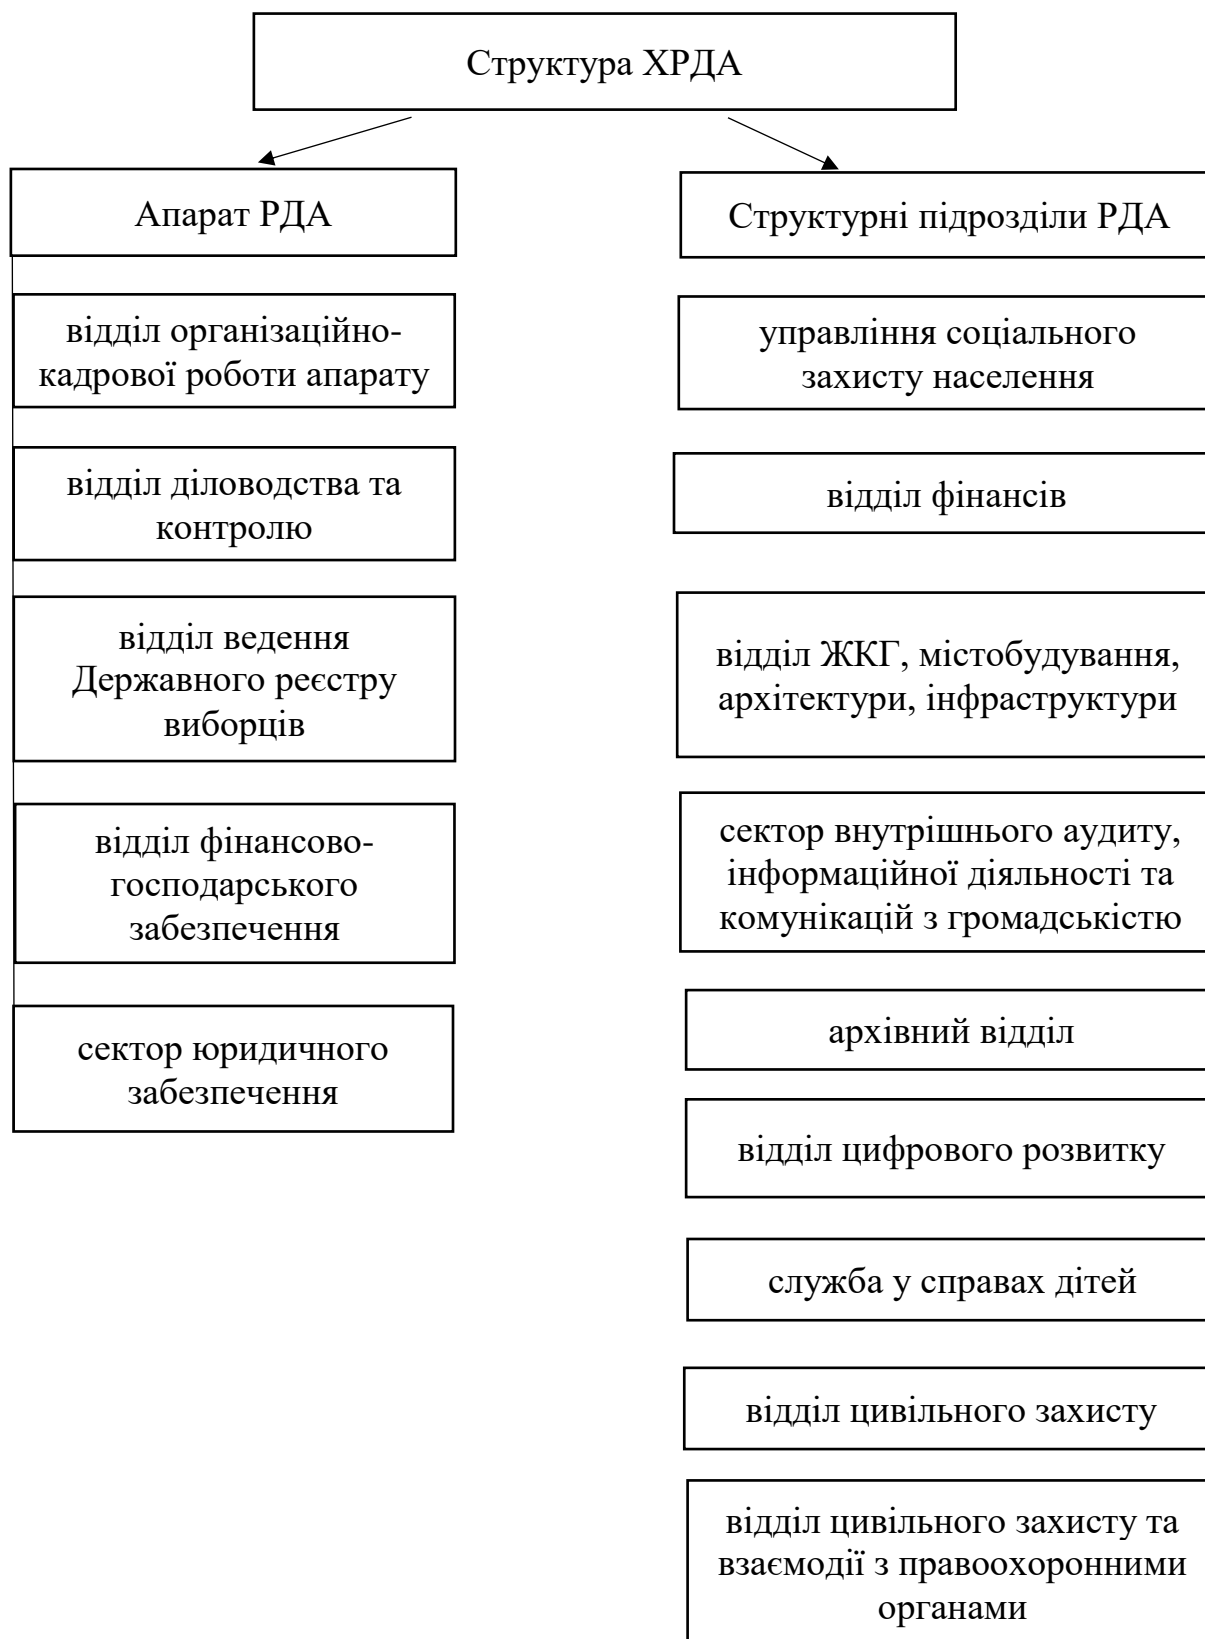 Структура ХРДА
Апарат РДА
відділ організаційно-
кадрової роботи апарату
відділ діловодства та
контролю
відділ ведення
Державного реєстру
виборців
відділ фінансово-
господарського
забезпечення
сектор юридичного
забезпечення
Структурні підрозділи РДА
управління соціального
захисту населення
відділ фінансів
відділ ЖКГ, містобудування,
архітектури, інфраструктури
сектор внутрішнього аудиту,
інформаційної діяльності та
комунікацій з громадськістю
архівний відділ
відділ цифрового розвитку
служба у справах дітей
відділ цивільного захисту
відділ цивільного захисту та
взаємодії з правоохоронними
органами